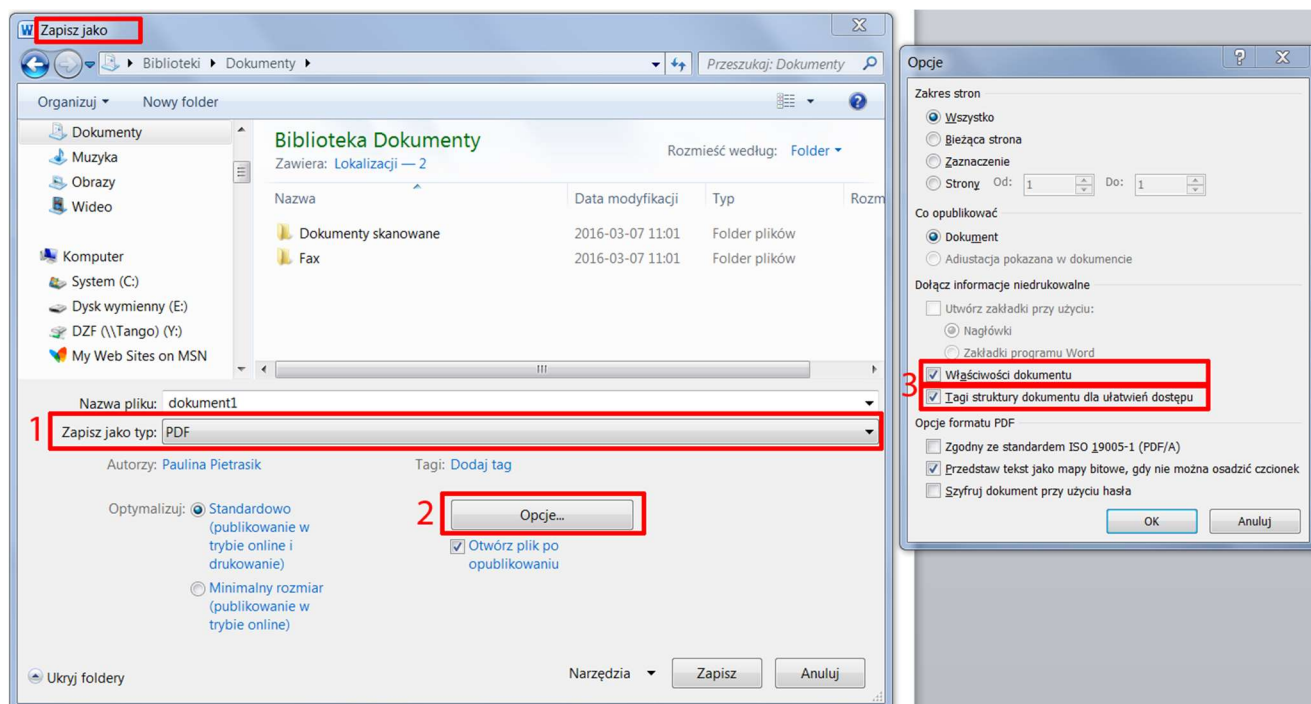 Zapisz jako
Biblioteki Dokumenty
Przeszukaj: Dokumenty
Organizuj Nowy folder
Dokumenty
Muzyka
Obrazy
Wideo
Komputer
System (C:)
Dysk wymienny (E:)
DZF (\\Tango) (Y:)
My Web Sites on MSN
Biblioteka Dokumenty
Zawiera: Lokalizacji — 2
Rozmieść według: Folder
Nazwa Data modyfikacji Typ Rozm
Dokumenty skanowane 2016-03-07 11:01 Folder plików
Fax 2016-03-07 11:01 Folder plików
Nazwa pliku: dokument1
1 Zapisz jako typ: PDF
Autorzy: Paulina Pietrasik Tagi: Dodaj tag
Optymalizuj: Standardowo
(publikowanie w
trybie online i
drukowanie)
Minimalny rozmiar
(publikowanie w
trybie online)
2 Opcje...
Otwórz plik po
opublikowaniu
Ukryj foldery
Narzędzia Zapisz Anuluj
Opcje
Zakres stron
Wszystko
Bieżąca strona
Zaznaczenie
Strony Od: 1 Do: 1
Co opublikować
Dokument
Adiustacja pokazana w dokumencie
Dołącz informacje niedrukowalne
Utwórz zakładki przy użyciu:
Nagłówki
Zakładki programu Word
3 Właściwości dokumentu
Tagi struktury dokumentu dla ułatwień dostępu
Opcje formatu PDF
Zgodny ze standardem ISO 19005-1 (PDF/A)
Przedstaw tekst jako mapy bitowe, gdy nie można osadzić czcionek
Szyfruj dokument przy użyciu hasła
OK Anuluj